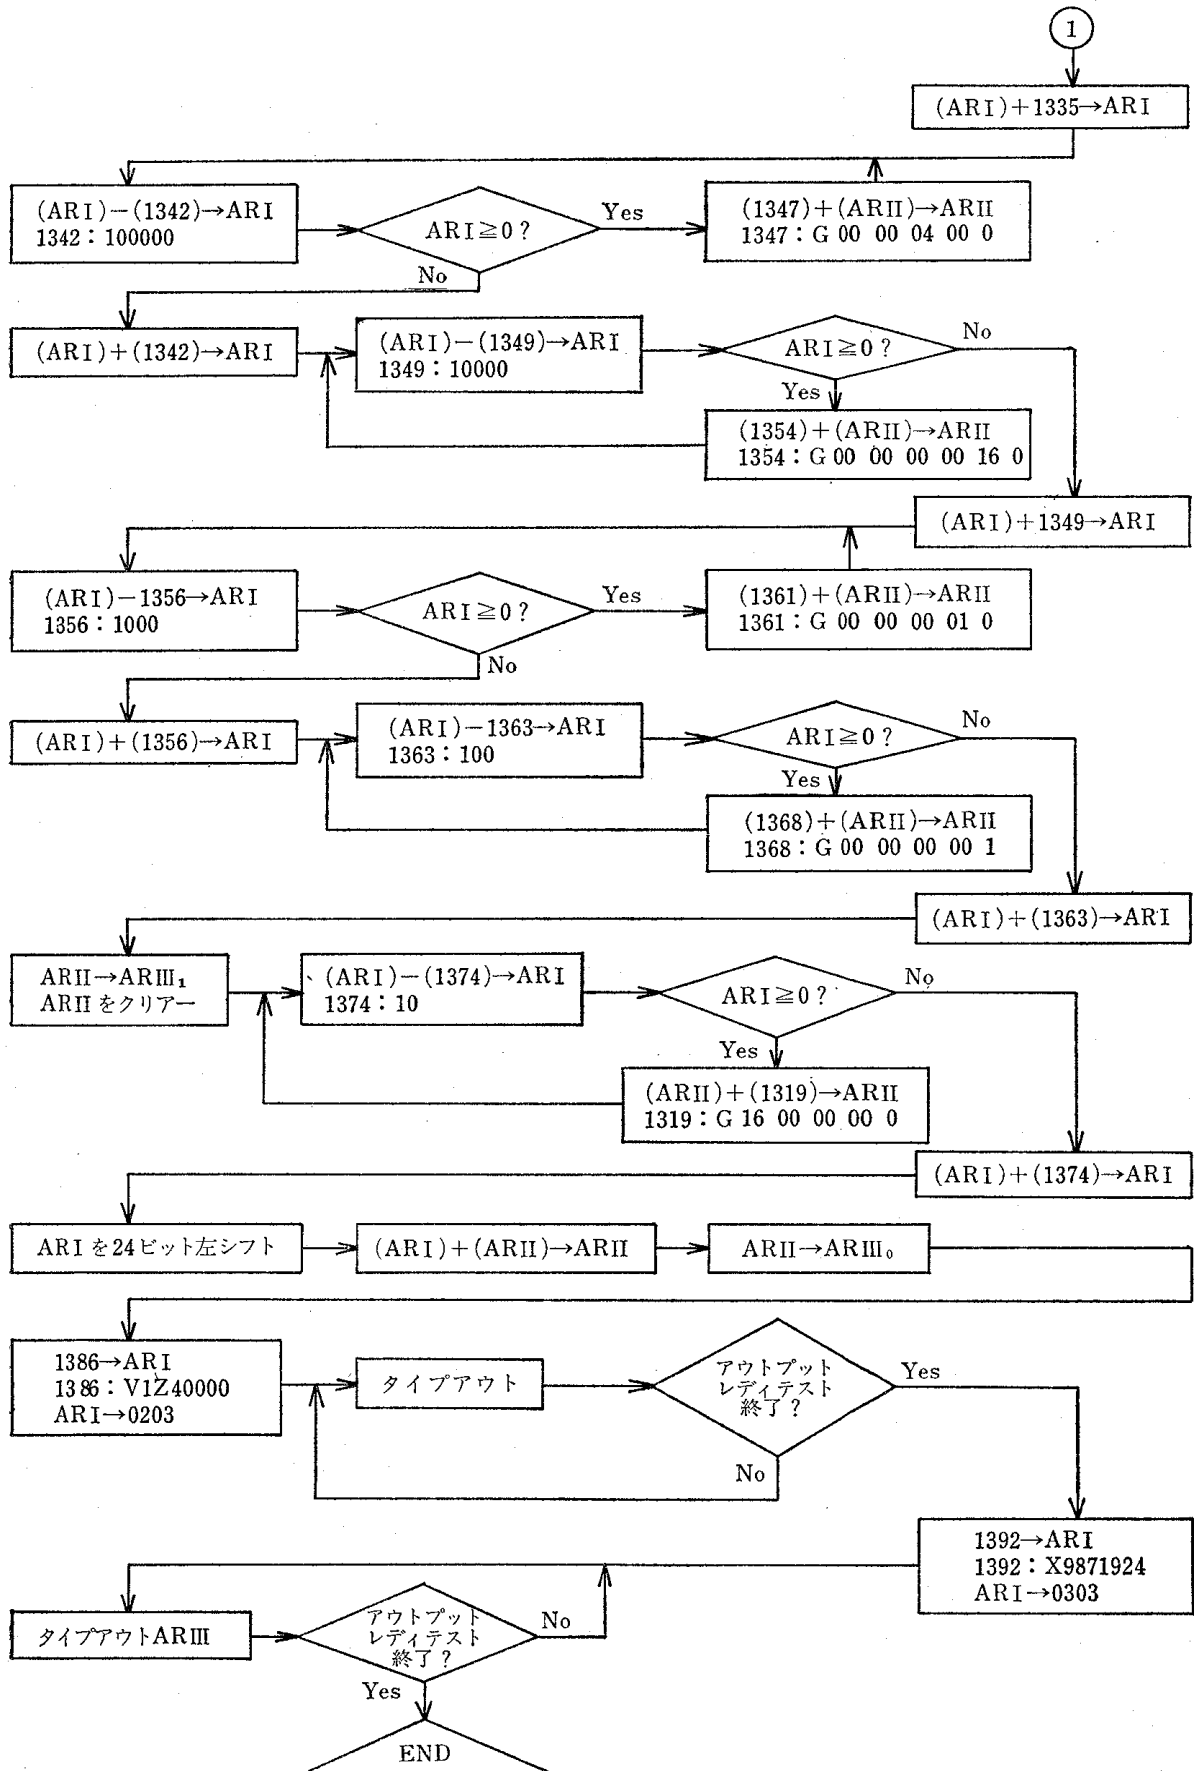 1
(ARI)+1335→ARI
(ARI)−(1342)→ARI
1342:100000
ARI≧0?
Yes
No
(1347)+(ARII)→ARII
1347:G 00 00 04 00 0
(ARI)+(1342)→ARI
(ARI)−(1349)→ARI
1349:10000
ARI≧0?
No
Yes
(1354)+(ARII)→ARII
1354:G 00 00 00 00 16 0
(ARI)+1349→ARI
(ARI)−1356→ARI
1356:1000
ARI≧0?
Yes
No
(1361)+(ARII)→ARII
1361:G 00 00 00 01 0
(ARI)+(1356)→ARI
(ARI)−1363→ARI
1363:100
ARI≧0?
No
Yes
(1368)+(ARII)→ARII
1368:G 00 00 00 00 1
(ARI)+(1363)→ARI
ARII→ARIII₁
ARIIをクリアー
(ARI)−(1374)→ARI
1374:10
ARI≧0?
No
Yes
(ARII)+(1319)→ARII
1319:G 16 00 00 00 0
(ARI)+(1374)→ARI
ARIを24ビット左シフト
(ARI)+(ARII)→ARII
ARII→ARIII₀
1386→ARI
1386:V1Z40000
ARI→0203
タイプアウト
アウトプット
レディテスト
終了?
Yes
No
1392→ARI
1392:X9871924
ARI→0303
タイプアウトARIII
アウトプット
レディテスト
終了?
No
Yes
END